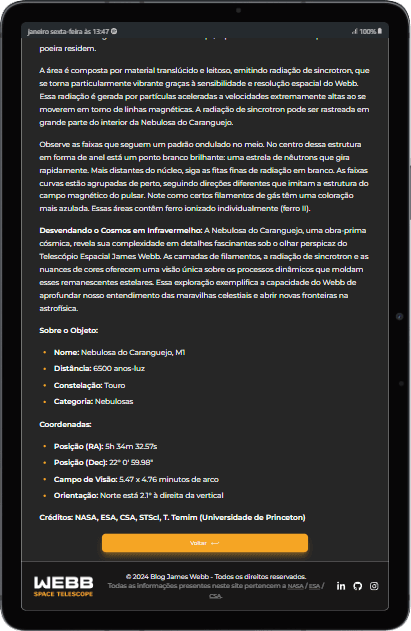 Janeiro sexta-feira às 13:47
100%
poeira residem.
A área é composta por material translúcido e leitoso, emitindo radiação de síncrotron, que
se torna particularmente vibrante graças à sensibilidade e resolução espacial do Webb.
Essa radiação é gerada por partículas aceleradas a velocidades extremamente altas ao se
moverem em torno de linhas magnéticas. A radiação de síncrotron pode ser rastreada em
grande parte do interior da Nebulosa do Caranguejo.
Observe as faixas que seguem um padrão ondulado no meio. No centro dessa estrutura
em forma de anel está um ponto branco brilhante: uma estrela de nêutrons que gira
rapidamente. Mais distantes do núcleo, siga as fitas finas de radiação em branco. As faixas
curvas estão agrupadas de perto, seguindo direções diferentes que imitam a estrutura do
campo magnético do pulsar. Note como certos filamentos de gás têm uma coloração
mais azulada. Essas áreas contêm ferro ionizado individualmente (ferro II).
Desvendando o Cosmos em Infravermelho: A Nebulosa do Caranguejo, uma obra-prima
cósmica, revela sua complexidade em detalhes fascinantes sob o olhar perspicaz do
Telescópio Espacial James Webb. As camadas de filamentos, a radiação de síncrotron e as
nuances de cores oferecem uma visão única sobre os processos dinâmicos que moldam
esses remanescentes estelares. Essa exploração exemplifica a capacidade do Webb de
aprofundar nosso entendimento das maravilhas celestiais e abrir novas fronteiras na
astrofísica.
Sobre o Objeto:
• Nome: Nebulosa do Caranguejo, M1
• Distância: 6500 anos-luz
• Constelação: Touro
• Categoria: Nebulosas
Coordenadas:
• Posição (RA): 5h 34m 32.57s
• Posição (Dec): 22° 0' 59.98"
• Campo de Visão: 5.47 x 4.76 minutos de arco
• Orientação: Norte está 2.1° à direita da vertical
Créditos: NASA, ESA, CSA, STScI, T. Temim (Universidade de Princeton)
Voltar
WEBB
SPACE TELESCOPE
© 2024 Blog James Webb - Todos os direitos reservados.
Todas as informações presentes neste site pertencem a NASA / ESA /
CSA.